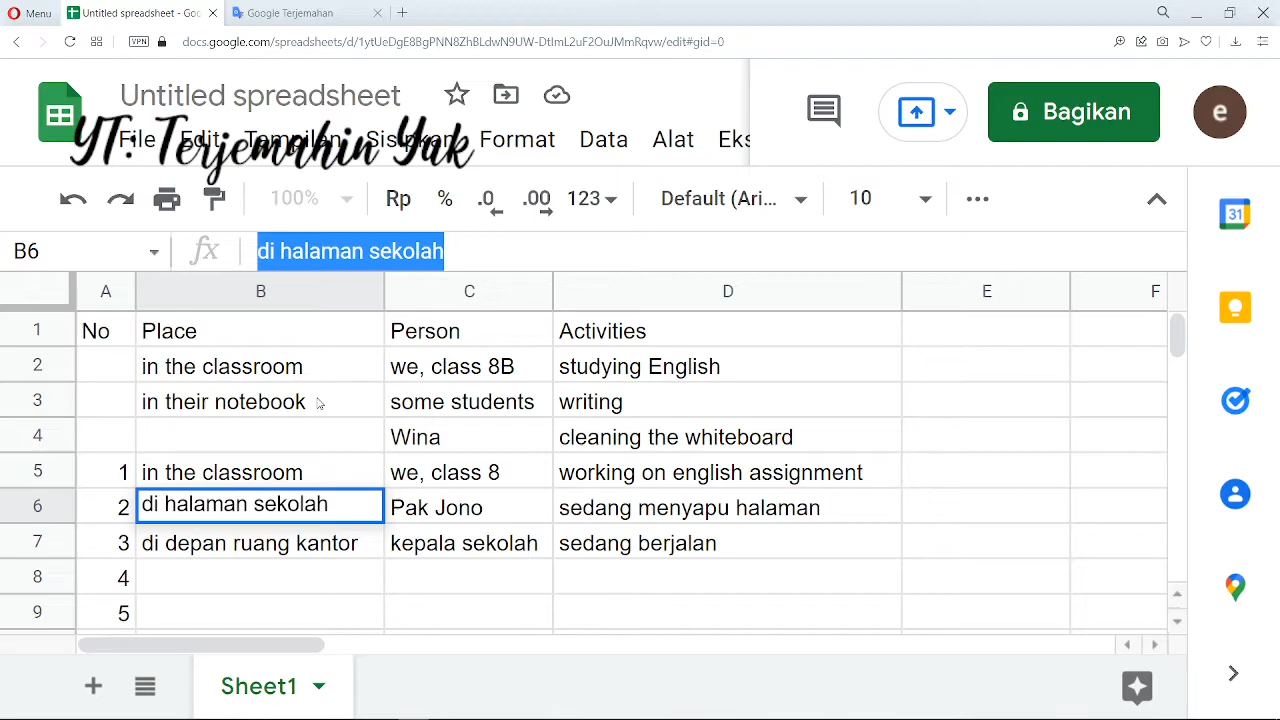 Menu Untitled spreadsheet - Goo Google Terjemahan
VPN docs.google.com/spreadsheets/d/1ytUeDgE8BgPNN8ZhBLdwN9UW-DtImL2uF2OuJMmRqvw/edit#gid=0
Untitled spreadsheet
Bagikan
e
File Edit Tampilan Sisipkan Format Data Alat Eks
YT: Terjemahin Yak
100% Rp % .0 .00 123 Default (Ari... 10
31
B6 fx di halaman sekolah
A B C D E F
1 No Place Person Activities
2 in the classroom we, class 8B studying English
3 in their notebook some students writing
4 Wina cleaning the whiteboard
5 1 in the classroom we, class 8 working on english assignment
6 2 di halaman sekolah Pak Jono sedang menyapu halaman
7 3 di depan ruang kantor kepala sekolah sedang berjalan
8 4
9 5
Sheet1